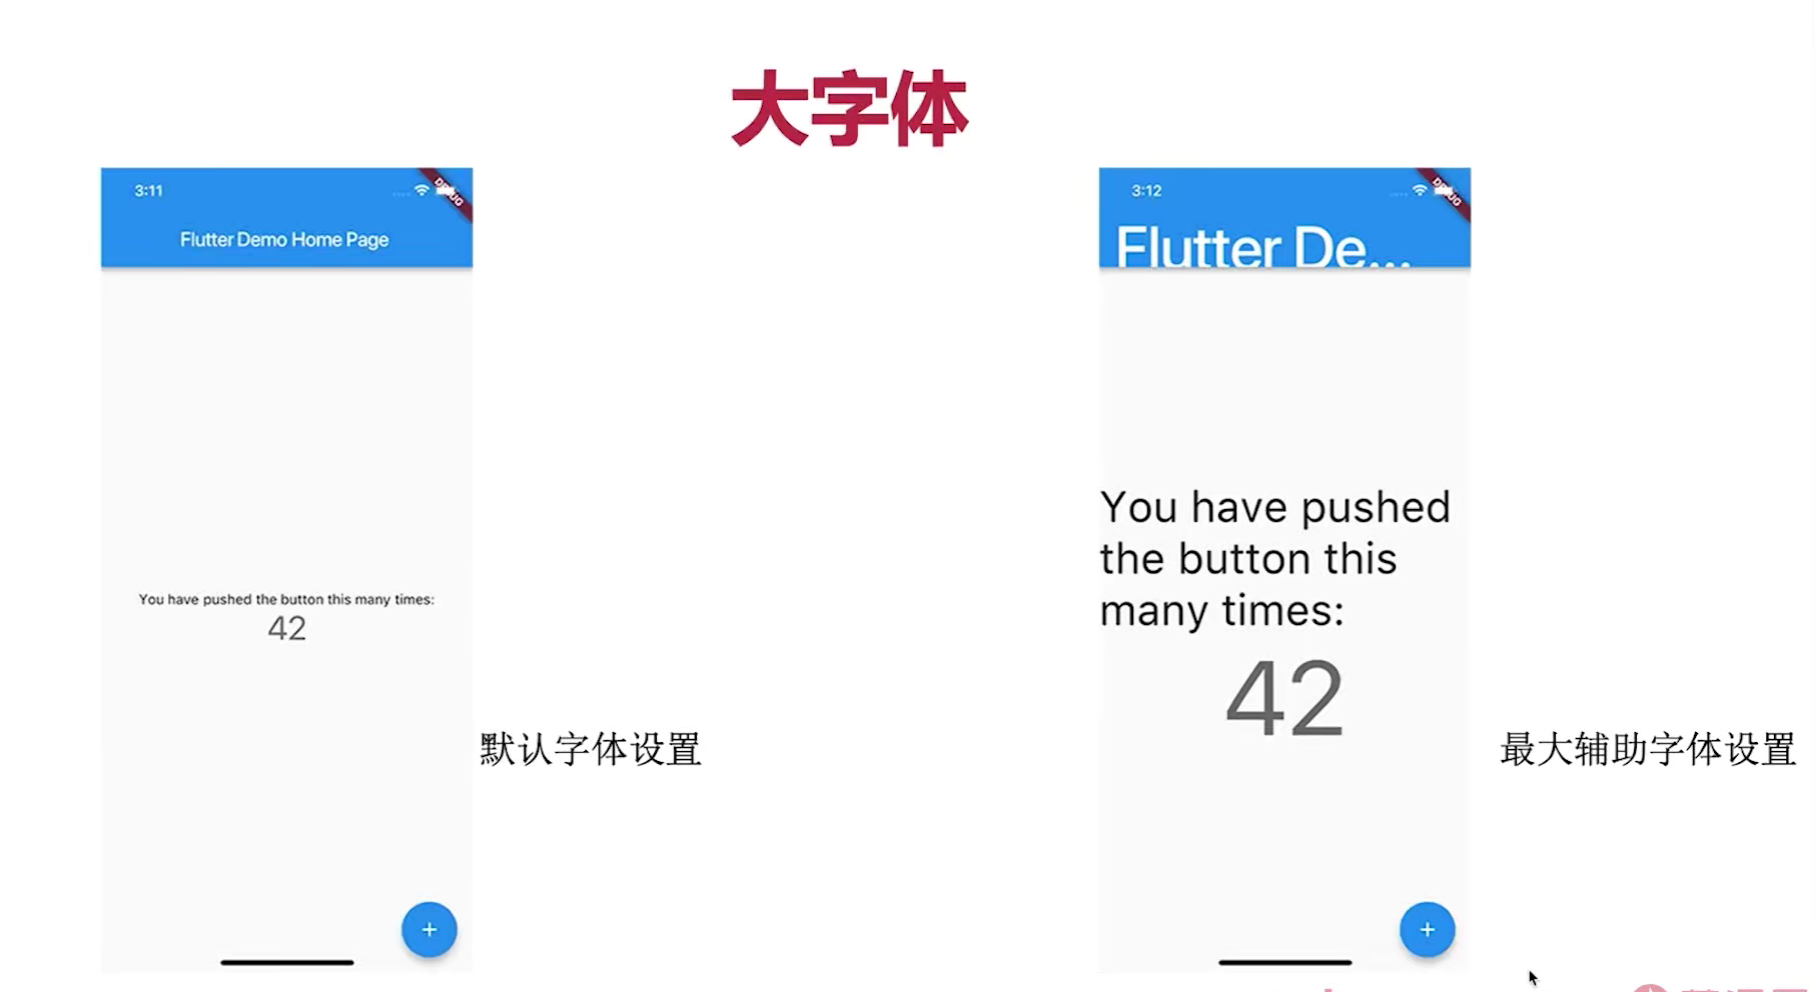 大字体
3:11
DEBUG
Flutter Demo Home Page
You have pushed the button this many times:
42
+
默认字体设置
3:12
DEBUG
Flutter De...
You have pushed
the button this
many times:
42
+
最大辅助字体设置